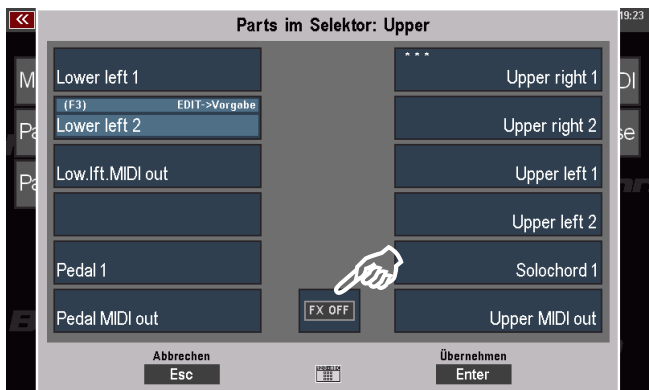 19:23
Parts im Selektor: Upper
Lower left 1
* * *
Upper right 1
(F3) EDIT->Vorgabe
Lower left 2
Upper right 2
Low.lft.MIDI out
Upper left 1
Upper left 2
Pedal 1
Solochord 1
Pedal MIDI out
FX OFF
Upper MIDI out
Abbrechen
Esc
Übernehmen
Enter